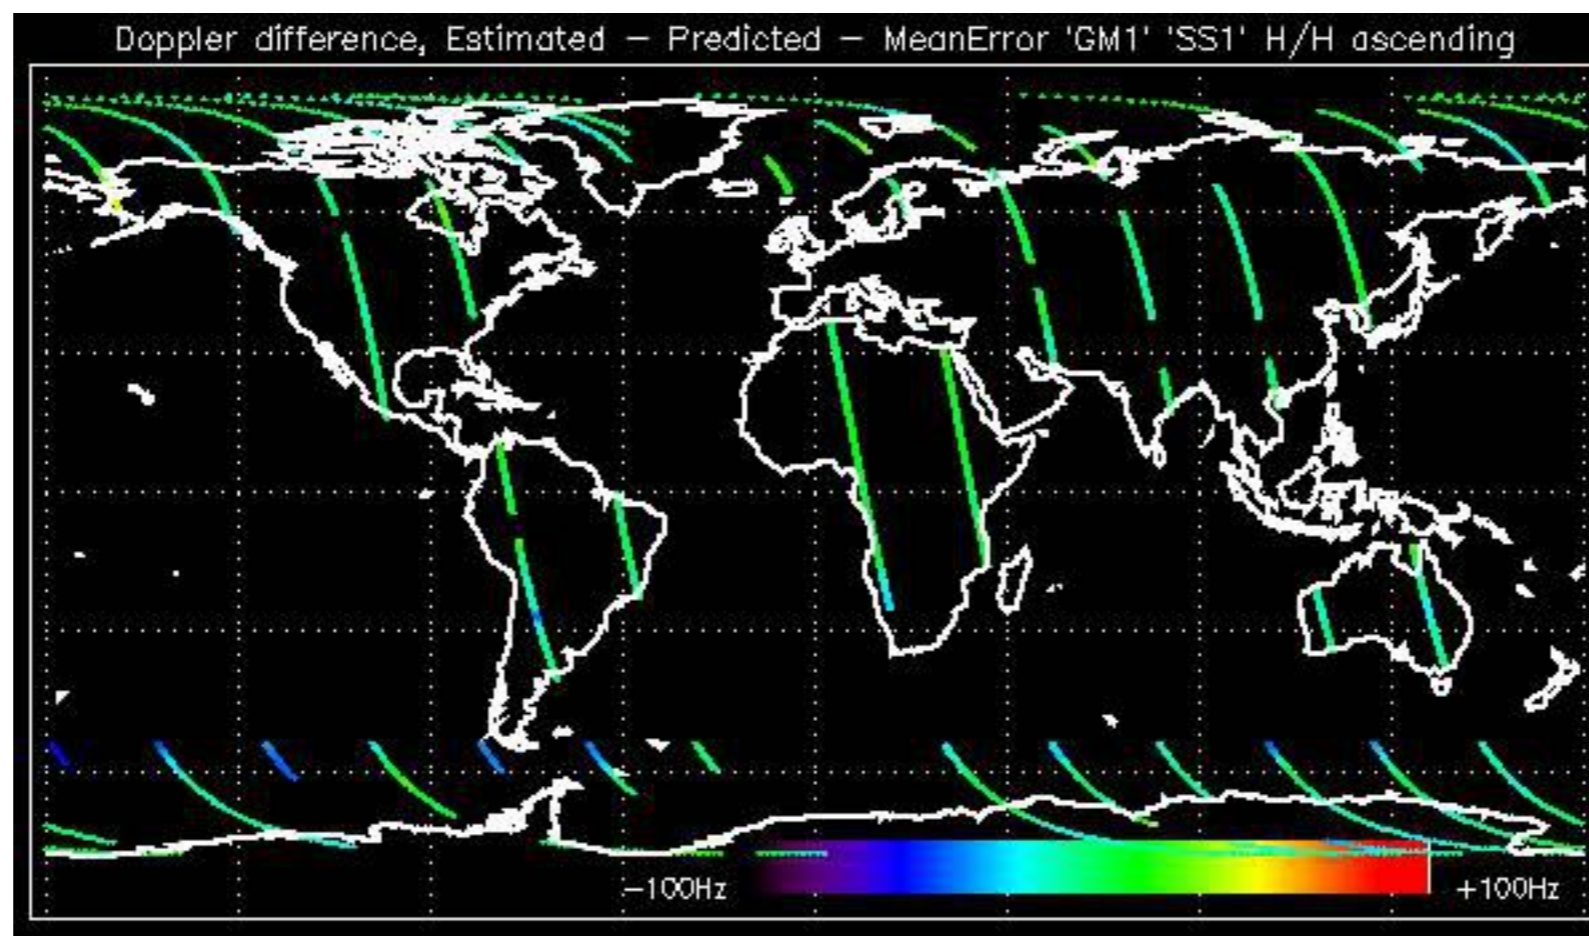 Doppler difference, Estimated − Predicted − MeanError 'GM1' 'SS1' H/H ascending
−100Hz
+100Hz